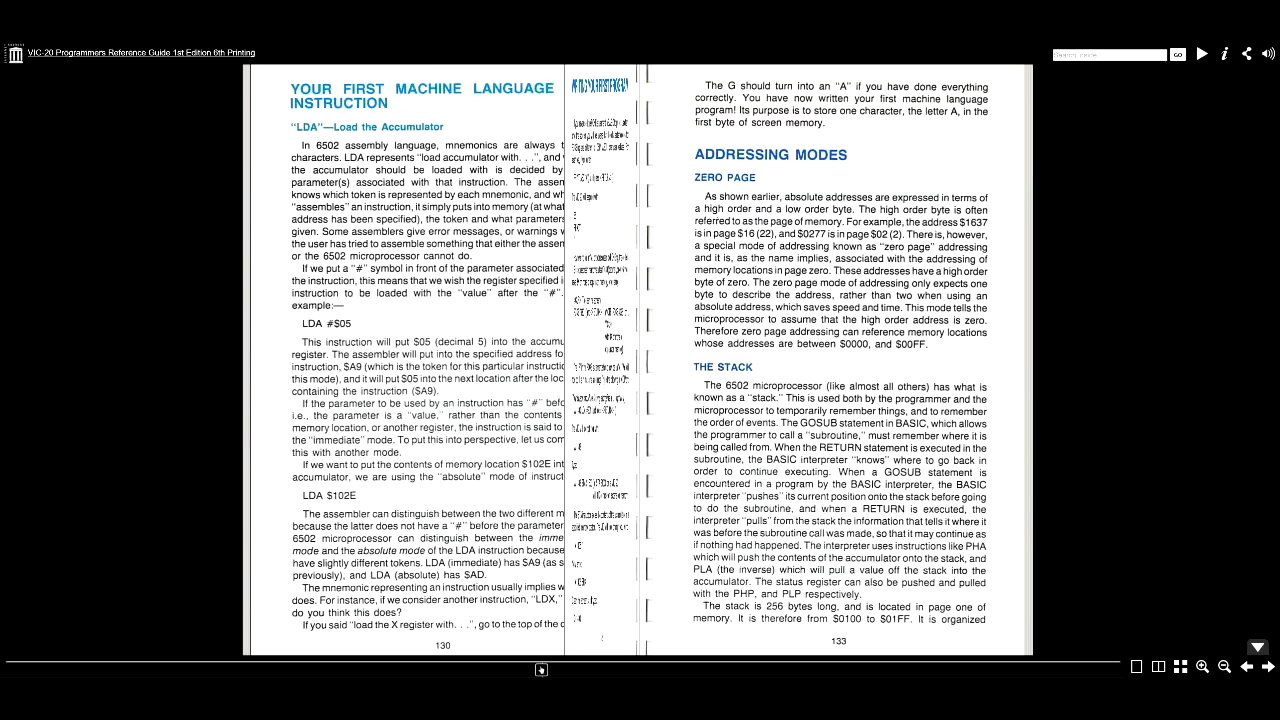 VIC-20 Programmers Reference Guide 1st Edition 6th Printing
GO
YOUR FIRST MACHINE LANGUAGE
INSTRUCTION
“LDA”—Load the Accumulator
In 6502 assembly language, mnemonics are always t
characters. LDA represents “load accumulator with. . .”, and
the accumulator should be loaded with is decided by
parameter(s) associated with that instruction. The assen
knows which token is represented by each mnemonic, and wh
“assembles” an instruction, it simply puts into memory (at what
address has been specified), the token and what parameters
given. Some assemblers give error messages, or warnings w
the user has tried to assemble something that either the assen
or the 6502 microprocessor cannot do.
If we put a “#” symbol in front of the parameter associated
the instruction, this means that we wish the register specified i
instruction to be loaded with the “value” after the “#”.
example:—
LDA #$05
This instruction will put $05 (decimal 5) into the accumu
register. The assembler will put into the specified address fo
instruction, $A9 (which is the token for this particular instructio
this mode), and it will put $05 into the next location after the loc
containing the instruction ($A9).
If the parameter to be used by an instruction has “#” befo
i.e., the parameter is a “value,” rather than the contents
memory location, or another register, the instruction is said to
the “immediate” mode. To put this into perspective, let us com
this with another mode.
If we want to put the contents of memory location $102E int
accumulator, we are using the “absolute” mode of instruct
LDA $102E
The assembler can distinguish between the two different m
because the latter does not have a “#” before the parameter
6502 microprocessor can distinguish between the imme
mode and the absolute mode of the LDA instruction because
have slightly different tokens. LDA (immediate) has $A9 (as s
previously), and LDA (absolute) has $AD.
The mnemonic representing an instruction usually implies w
does. For instance, if we consider another instruction, “LDX,”
do you think this does?
If you said “load the X register with. . .”, go to the top of the c
130
The G should turn into an “A” if you have done everything
correctly. You have now written your first machine language
program! Its purpose is to store one character, the letter A, in the
first byte of screen memory.
ADDRESSING MODES
ZERO PAGE
As shown earlier, absolute addresses are expressed in terms of
a high order and a low order byte. The high order byte is often
referred to as the page of memory. For example, the address $1637
is in page $16 (22), and $0277 is in page $02 (2). There is, however,
a special mode of addressing known as “zero page” addressing
and it is, as the name implies, associated with the addressing of
memory locations in page zero. These addresses have a high order
byte of zero. The zero page mode of addressing only expects one
byte to describe the address, rather than two when using an
absolute address, which saves speed and time. This mode tells the
microprocessor to assume that the high order address is zero.
Therefore zero page addressing can reference memory locations
whose addresses are between $0000, and $00FF.
THE STACK
The 6502 microprocessor (like almost all others) has what is
known as a “stack.” This is used both by the programmer and the
microprocessor to temporarily remember things, and to remember
the order of events. The GOSUB statement in BASIC, which allows
the programmer to call a “subroutine,” must remember where it is
being called from. When the RETURN statement is executed in the
subroutine, the BASIC interpreter “knows” where to go back in
order to continue executing. When a GOSUB statement is
encountered in a program by the BASIC interpreter, the BASIC
interpreter “pushes” its current position onto the stack before going
to do the subroutine, and when a RETURN is executed, the
interpreter “pulls” from the stack the information that tells it where it
was before the subroutine call was made, so that it may continue as
if nothing had happened. The interpreter uses instructions like PHA
which will push the contents of the accumulator onto the stack, and
PLA (the inverse) which will pull a value off the stack into the
accumulator. The status register can also be pushed and pulled
with the PHP, and PLP respectively.
The stack is 256 bytes long, and is located in page one of
memory. It is therefore from $0100 to $01FF. It is organized
133